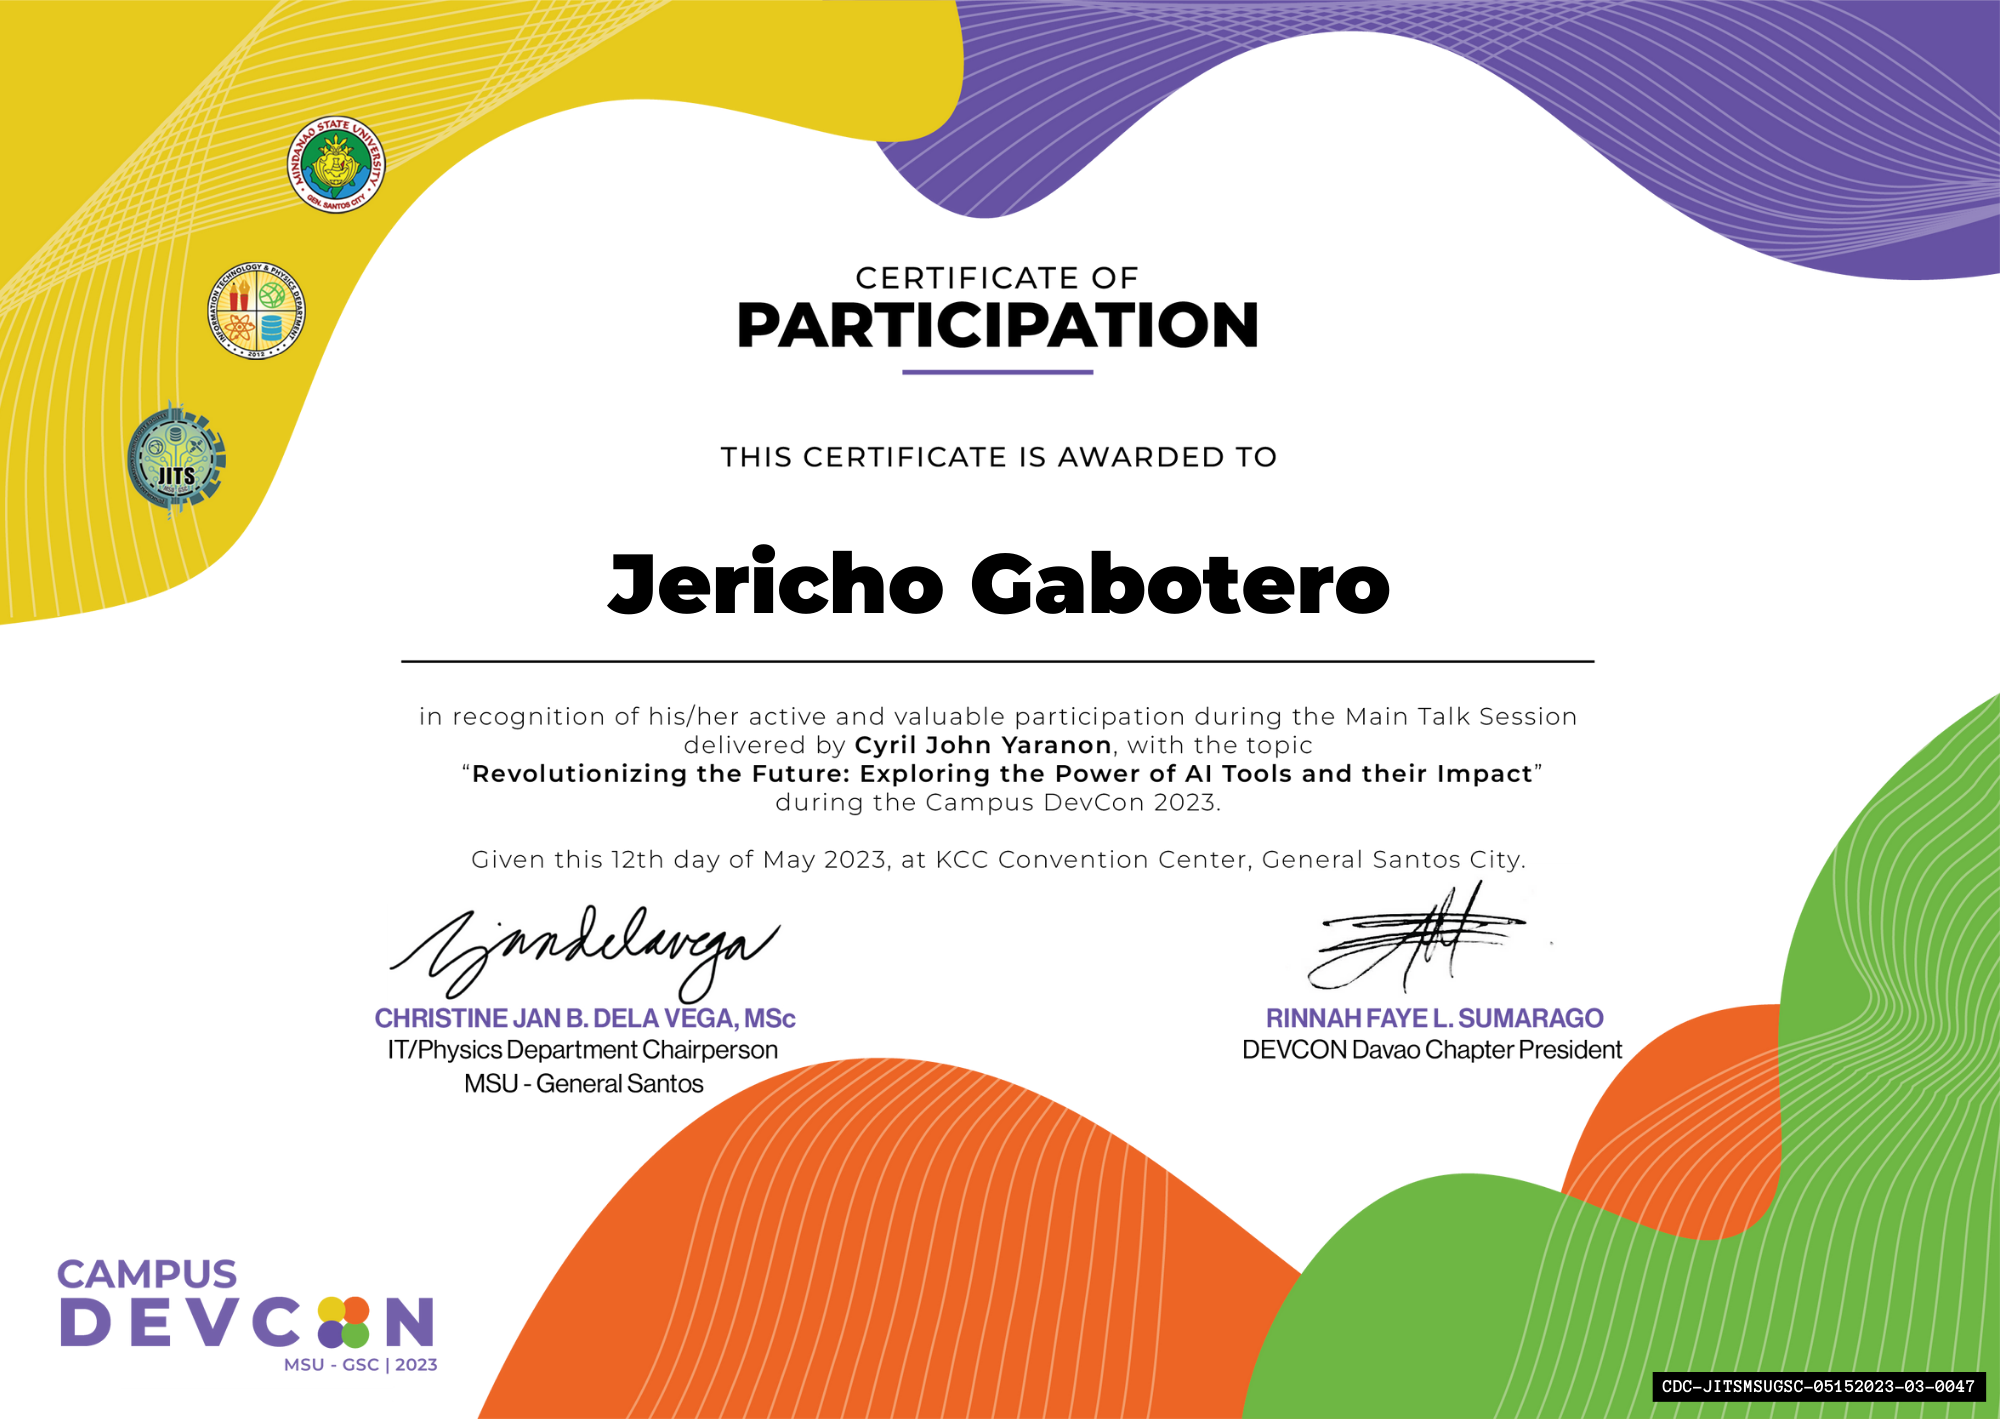 MINDANAO STATE UNIVERSITY
GEN. SANTOS CITY
INFORMATION TECHNOLOGY & PHYSICS DEPARTMENT
2012
JITS
CERTIFICATE OF
PARTICIPATION
THIS CERTIFICATE IS AWARDED TO
Jericho Gabotero
in recognition of his/her active and valuable participation during the Main Talk Session
delivered by Cyril John Yaranon, with the topic
“Revolutionizing the Future: Exploring the Power of AI Tools and their Impact”
during the Campus DevCon 2023.
Given this 12th day of May 2023, at KCC Convention Center, General Santos City.
CHRISTINE JAN B. DELA VEGA, MSc
IT/Physics Department Chairperson
MSU - General Santos
RINNAH FAYE L. SUMARAGO
DEVCON Davao Chapter President
CAMPUS
DEVCON
MSU - GSC | 2023
CDC-JITSMSUGSC-05152023-03-0047